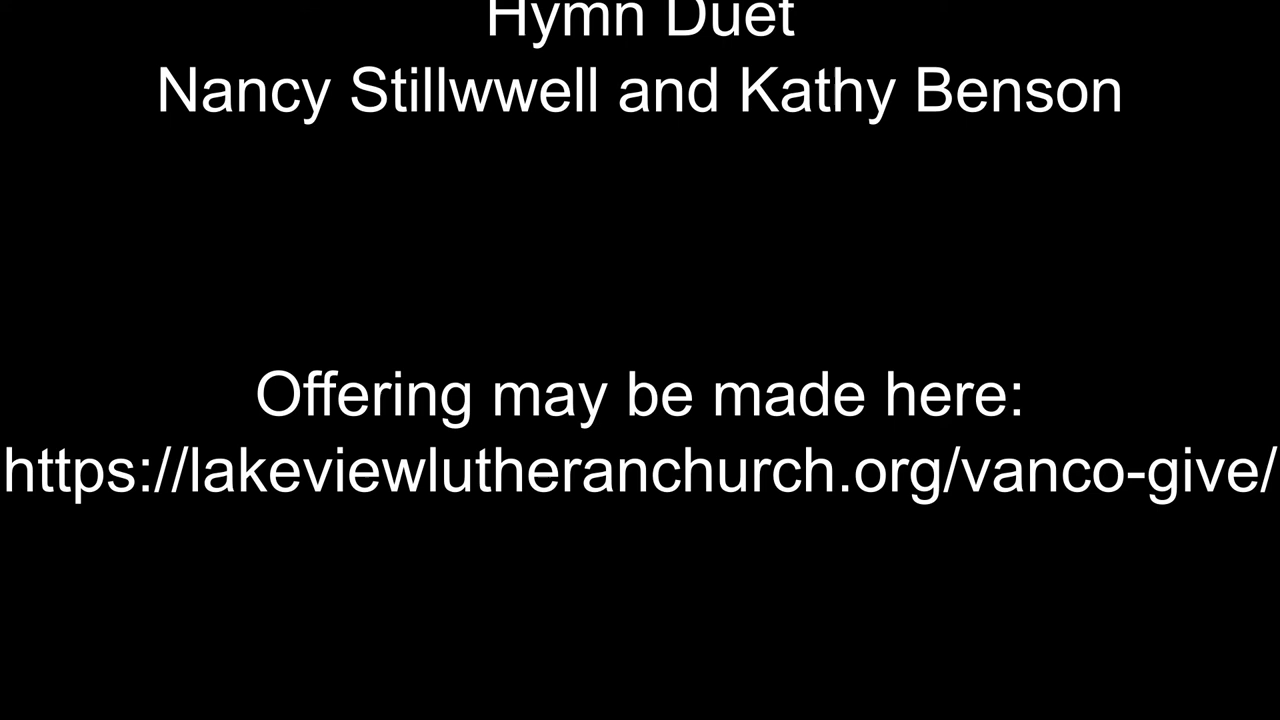 Hymn Duet
Nancy Stillwwell and Kathy Benson
Offering may be made here:
https://lakeviewlutheranchurch.org/vanco-give/